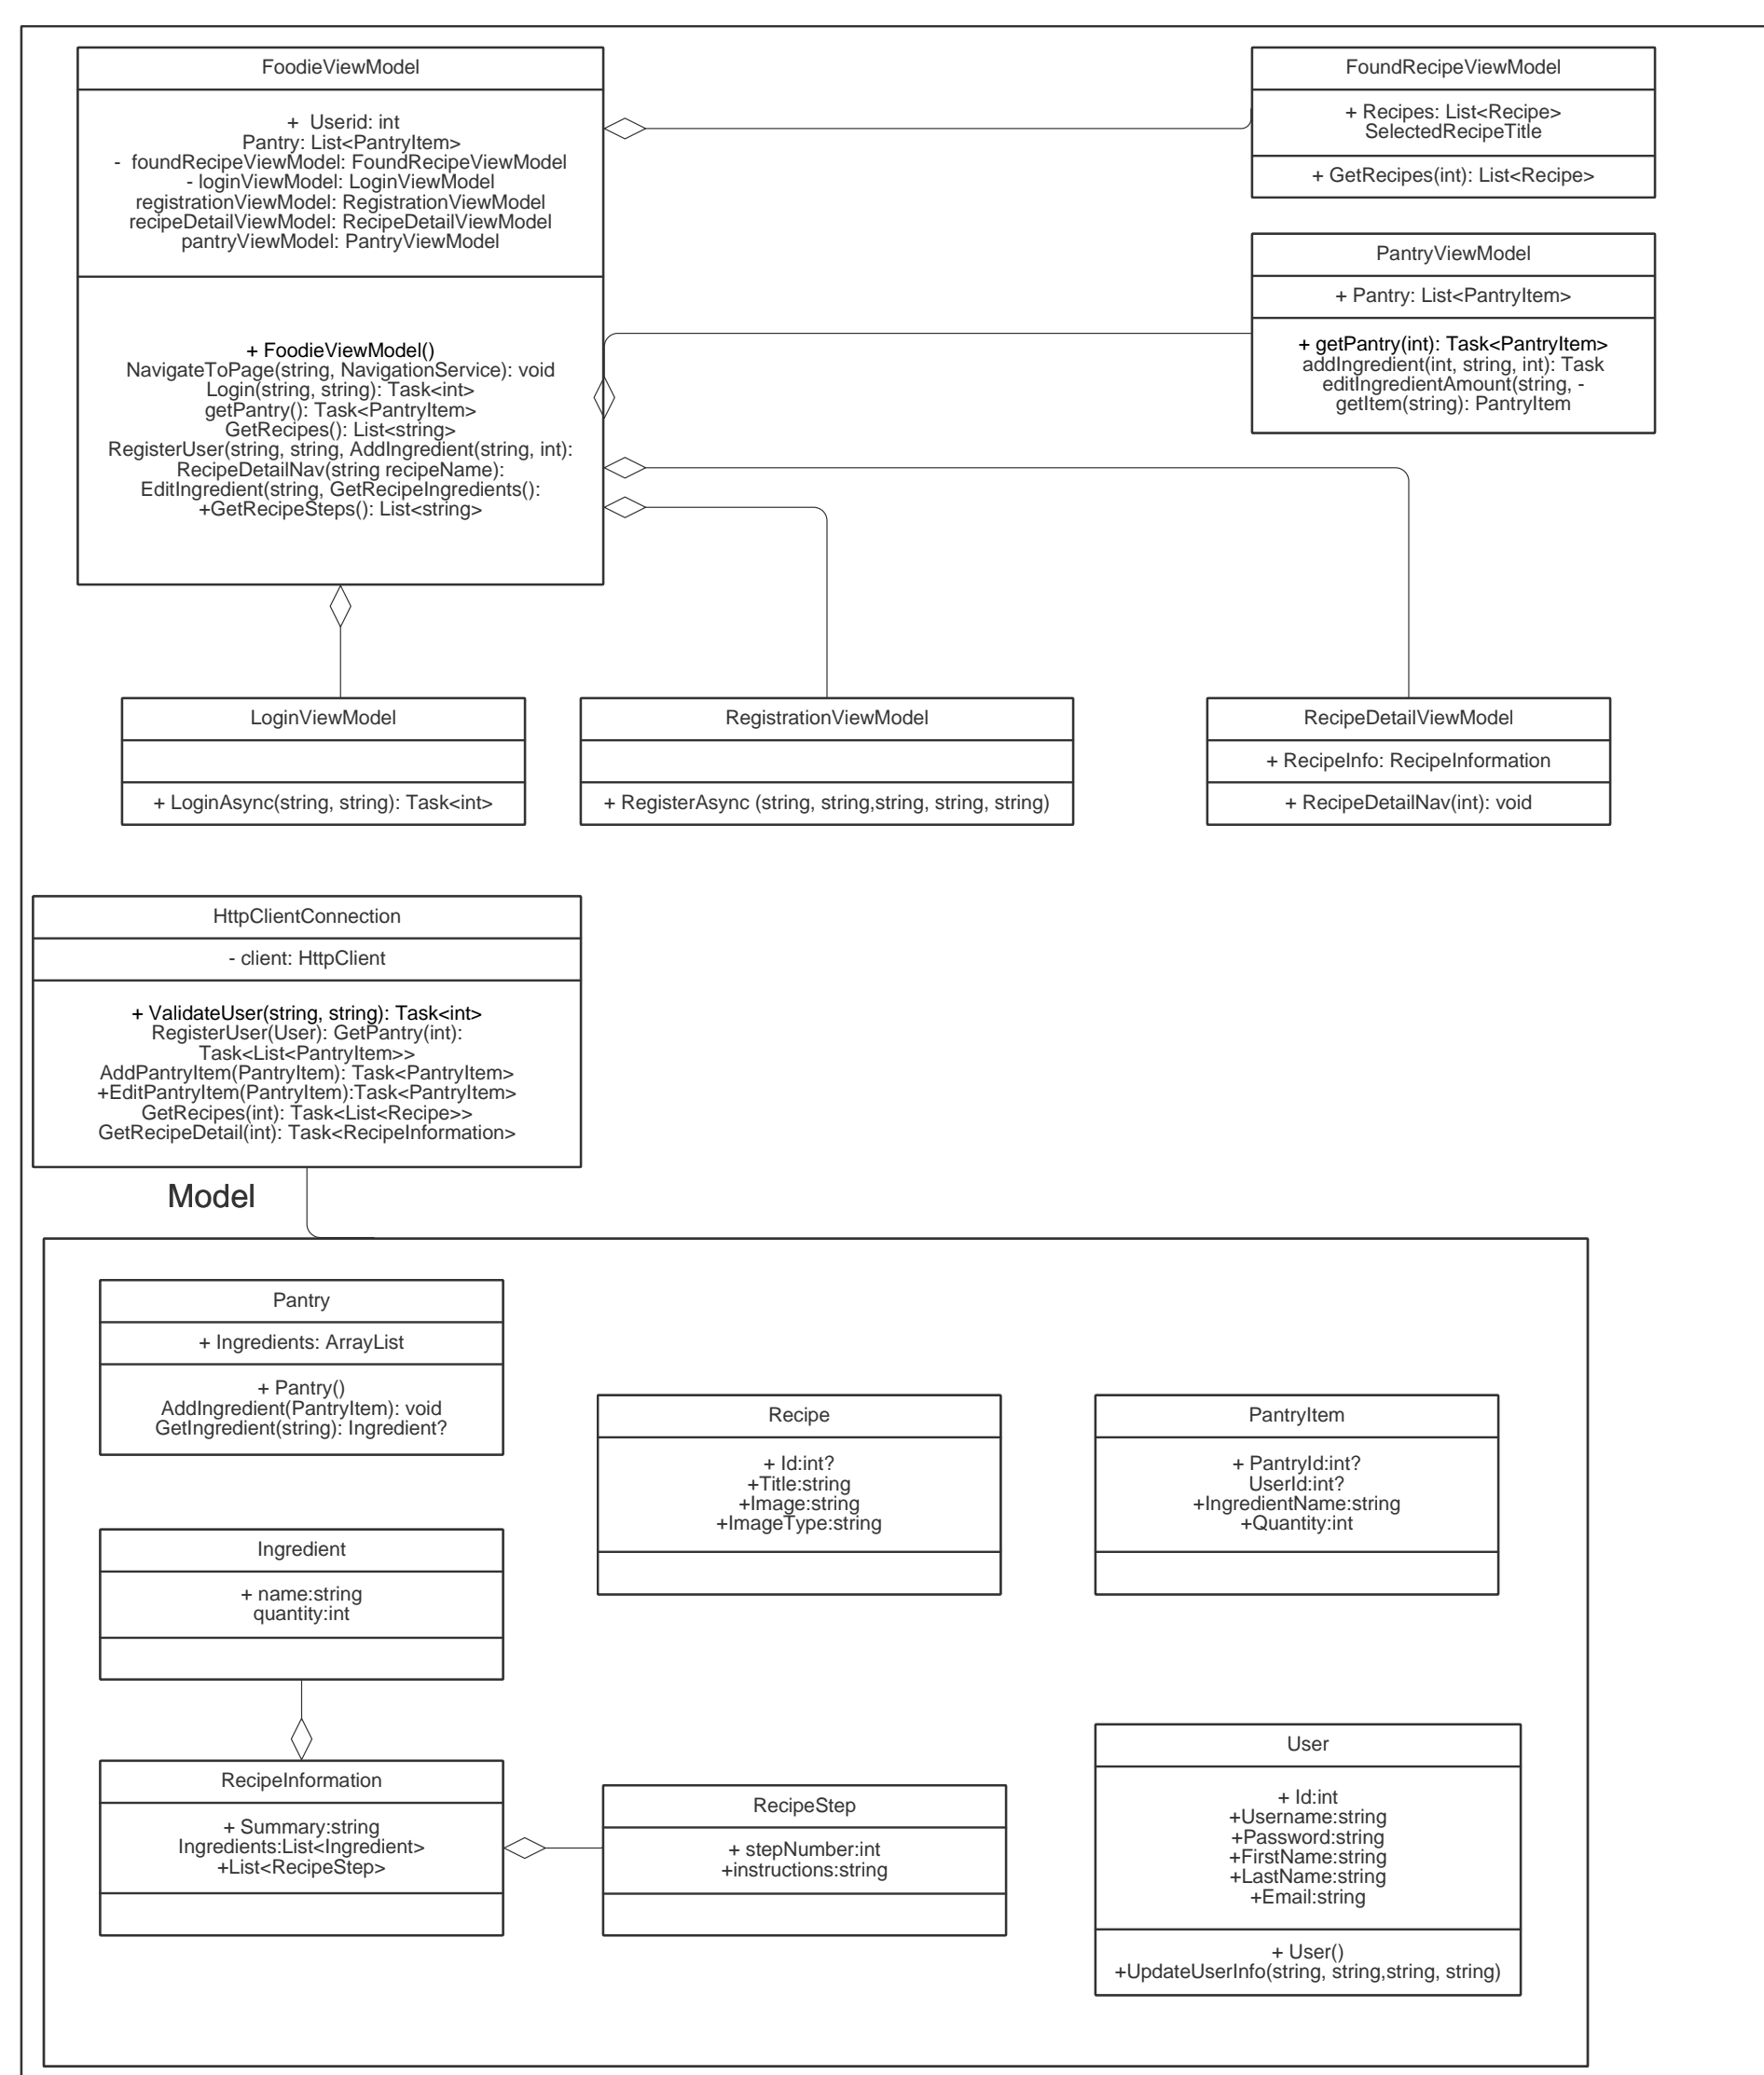 FoodieViewModel
+  Userid: int
Pantry: List<PantryItem>
-  foundRecipeViewModel: FoundRecipeViewModel
- loginViewModel: LoginViewModel
registrationViewModel: RegistrationViewModel
recipeDetailViewModel: RecipeDetailViewModel
pantryViewModel: PantryViewModel
+ FoodieViewModel()
NavigateToPage(string, NavigationService): void
Login(string, string): Task<int>
getPantry(): Task<PantryItem>
GetRecipes(): List<string>
RegisterUser(string, string, AddIngredient(string, int):
RecipeDetailNav(string recipeName):
EditIngredient(string, GetRecipeIngredients():
+GetRecipeSteps(): List<string>
FoundRecipeViewModel
+ Recipes: List<Recipe>
SelectedRecipeTitle
+ GetRecipes(int): List<Recipe>
PantryViewModel
+ Pantry: List<PantryItem>
+ getPantry(int): Task<PantryItem>
addIngredient(int, string, int): Task
editIngredientAmount(string, -
getItem(string): PantryItem
LoginViewModel
+ LoginAsync(string, string): Task<int>
RegistrationViewModel
+ RegisterAsync (string, string,string, string, string)
RecipeDetailViewModel
+ RecipeInfo: RecipeInformation
+ RecipeDetailNav(int): void
HttpClientConnection
- client: HttpClient
+ ValidateUser(string, string): Task<int>
RegisterUser(User): GetPantry(int):
Task<List<PantryItem>>
AddPantryItem(PantryItem): Task<PantryItem>
+EditPantryItem(PantryItem):Task<PantryItem>
GetRecipes(int): Task<List<Recipe>>
GetRecipeDetail(int): Task<RecipeInformation>
Model
Pantry
+ Ingredients: ArrayList
+ Pantry()
AddIngredient(PantryItem): void
GetIngredient(string): Ingredient?
Recipe
+ Id:int?
+Title:string
+Image:string
+ImageType:string
PantryItem
+ PantryId:int?
UserId:int?
+IngredientName:string
+Quantity:int
Ingredient
+ name:string
quantity:int
RecipeInformation
+ Summary:string
Ingredients:List<Ingredient>
+List<RecipeStep>
RecipeStep
+ stepNumber:int
+instructions:string
User
+ Id:int
+Username:string
+Password:string
+FirstName:string
+LastName:string
+Email:string
+ User()
+UpdateUserInfo(string, string,string, string)